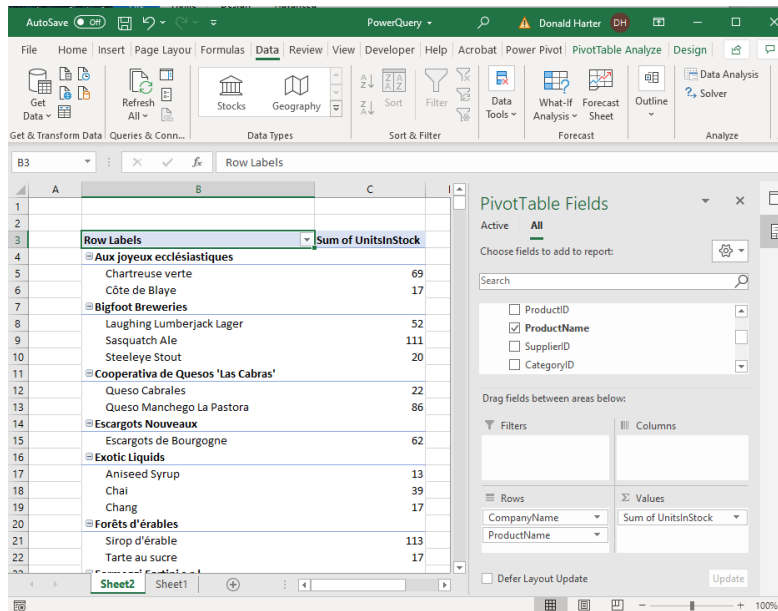 AutoSave Off PowerQuery Donald Harter DH
File Home Insert Page Layou Formulas Data Review View Developer Help Acrobat Power Pivot PivotTable Analyze Design
Get Data
Refresh All
Stocks Geography
Sort
Filter
Data Tools
What-If Analysis
Forecast Sheet
Outline
Data Analysis
Solver
Get & Transform Data Queries & Conn... Data Types Sort & Filter Forecast Analyze
B3 fx Row Labels
A B C
1
2
3 Row Labels Sum of UnitsInStock
4 Aux joyeux ecclésiastiques
5 Chartreuse verte 69
6 Côte de Blaye 17
7 Bigfoot Breweries
8 Laughing Lumberjack Lager 52
9 Sasquatch Ale 111
10 Steeleye Stout 20
11 Cooperativa de Quesos 'Las Cabras'
12 Queso Cabrales 22
13 Queso Manchego La Pastora 86
14 Escargots Nouveaux
15 Escargots de Bourgogne 62
16 Exotic Liquids
17 Aniseed Syrup 13
18 Chai 39
19 Chang 17
20 Forêts d'érables
21 Sirop d'érable 113
22 Tarte au sucre 17
Sheet2 Sheet1
PivotTable Fields
Active All
Choose fields to add to report:
Search
ProductID
ProductName
SupplierID
CategoryID
Drag fields between areas below:
Filters Columns
Rows Σ Values
CompanyName Sum of UnitsInStock
ProductName
Defer Layout Update Update
100%